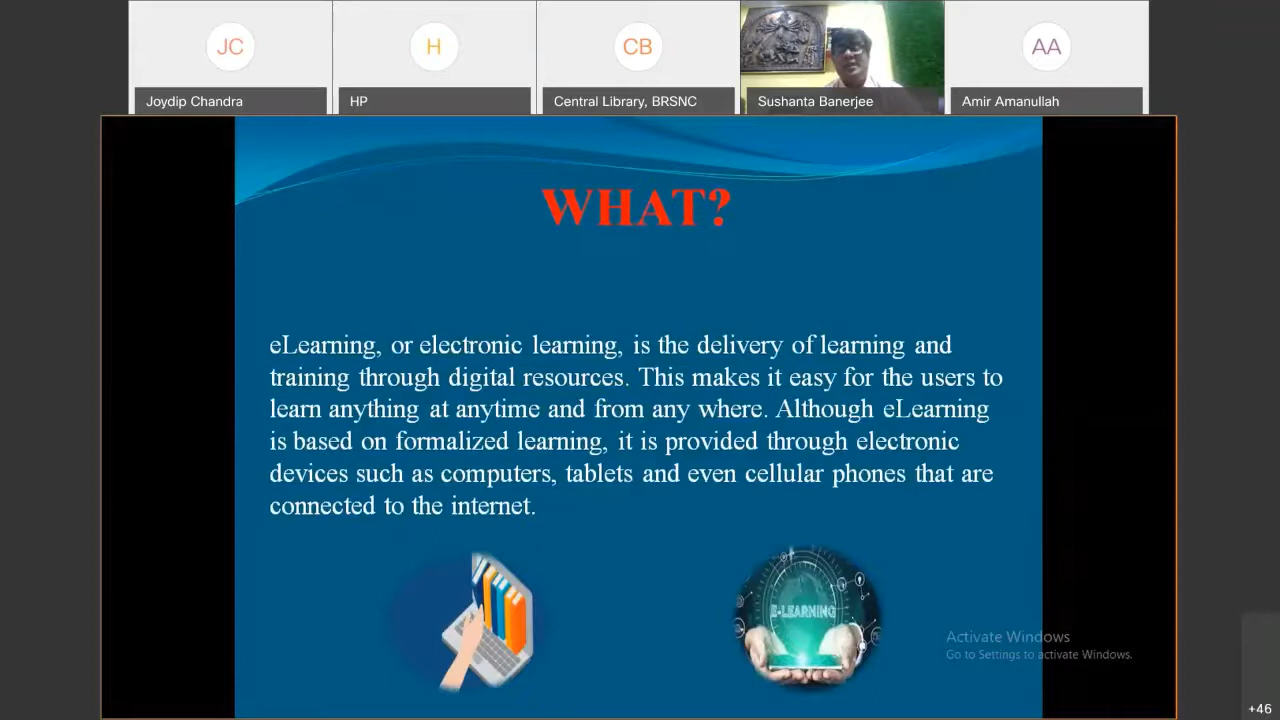 JC
H
CB
AA
Joydip Chandra
HP
Central Library, BRSNC
Sushanta Banerjee
Amir Amanullah
WHAT?
eLearning, or electronic learning, is the delivery of learning and
training through digital resources. This makes it easy for the users to
learn anything at anytime and from any where. Although eLearning
is based on formalized learning, it is provided through electronic
devices such as computers, tablets and even cellular phones that are
connected to the internet.
E-LEARNING
Activate Windows
Go to Settings to activate Windows.
+46